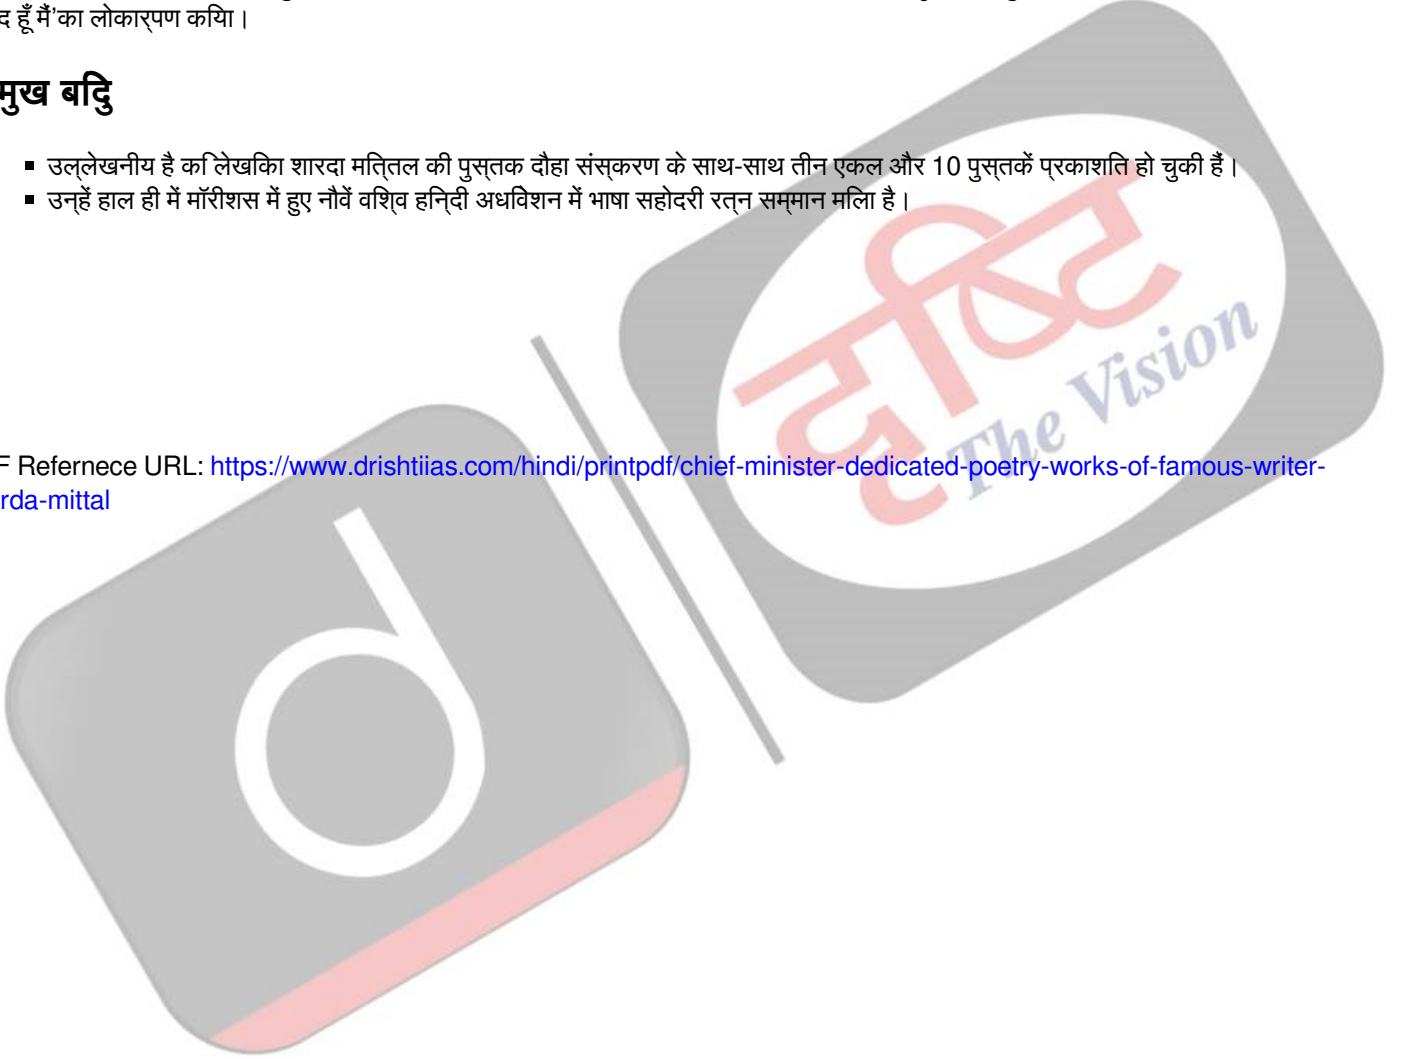 द हूँ मैं’का लोकार्पण किया।
मुख बिंदु
▪ उल्लेखनीय है कि लेखिका शारदा मित्तल की पुस्तक दौहा संस्करण के साथ-साथ तीन एकल और 10 पुस्तकें प्रकाशित हो चुकी हैं।
▪ उन्हें हाल ही में मॉरीशस में हुए नौवें विश्व हिन्दी अधिवेशन में भाषा सहोदरी रत्न सम्मान मिला है।
दृष्टि
The Vision
F Refernece URL: https://www.drishtiias.com/hindi/printpdf/chief-minister-dedicated-poetry-works-of-famous-writer-
rda-mittal
d